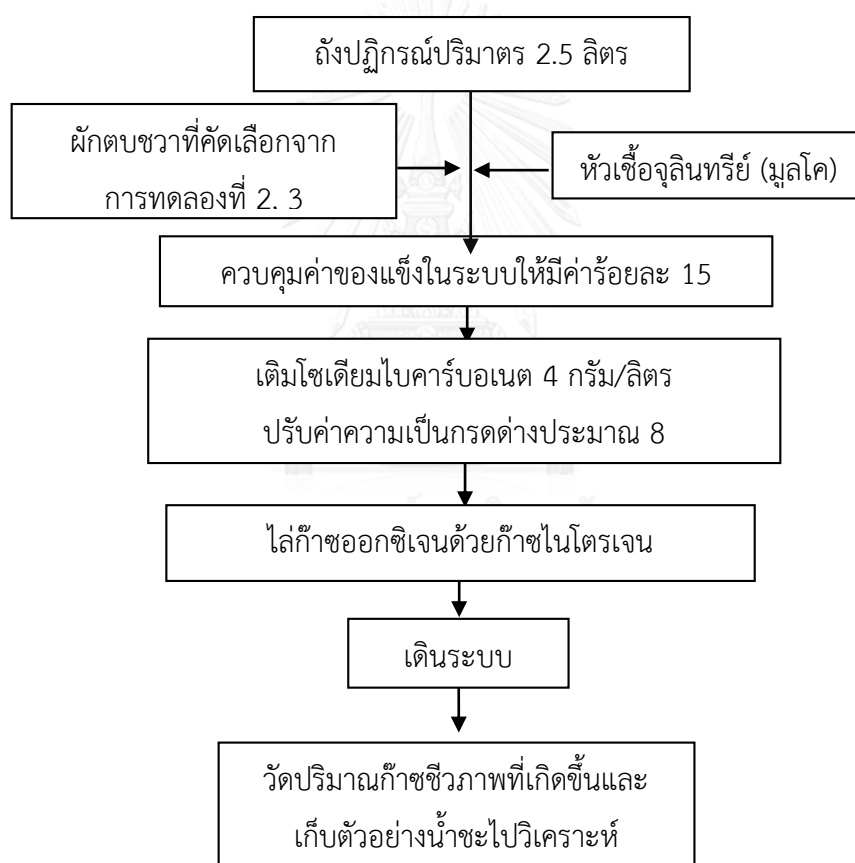 ถังปฏิกรณ์ปริมาตร 2.5 ลิตร
ผักตบชวาที่คัดเลือกจาก
การทดลองที่ 2. 3
หัวเชื้อจุลินทรีย์ (มูลโค)
ควบคุมค่าของแข็งในระบบให้มีค่าร้อยละ 15
เติมโซเดียมไบคาร์บอเนต 4 กรัม/ลิตร
ปรับค่าความเป็นกรดด่างประมาณ 8
ไล่ก๊าซออกซิเจนด้วยก๊าซไนโตรเจน
เดินระบบ
วัดปริมาณก๊าซชีวภาพที่เกิดขึ้นและ
เก็บตัวอย่างน้ำชะไปวิเคราะห์